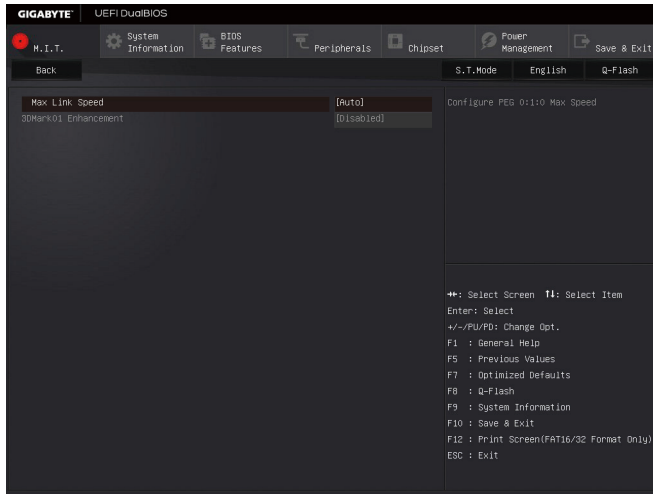 GIGABYTE™ UEFI DualBIOS
M.I.T.
System Information
BIOS Features
Peripherals
Chipset
Power Management
Save & Exit
Back
S.T.Mode English Q-Flash
Max Link Speed [Auto]
3DMark01 Enhancement [Disabled]
Configure PEG 0:1:0 Max Speed
→←: Select Screen ↑↓: Select Item
Enter: Select
+/-/PU/PD: Change Opt.
F1 : General Help
F5 : Previous Values
F7 : Optimized Defaults
F8 : Q-Flash
F9 : System Information
F10 : Save & Exit
F12 : Print Screen(FAT16/32 Format Only)
ESC : Exit